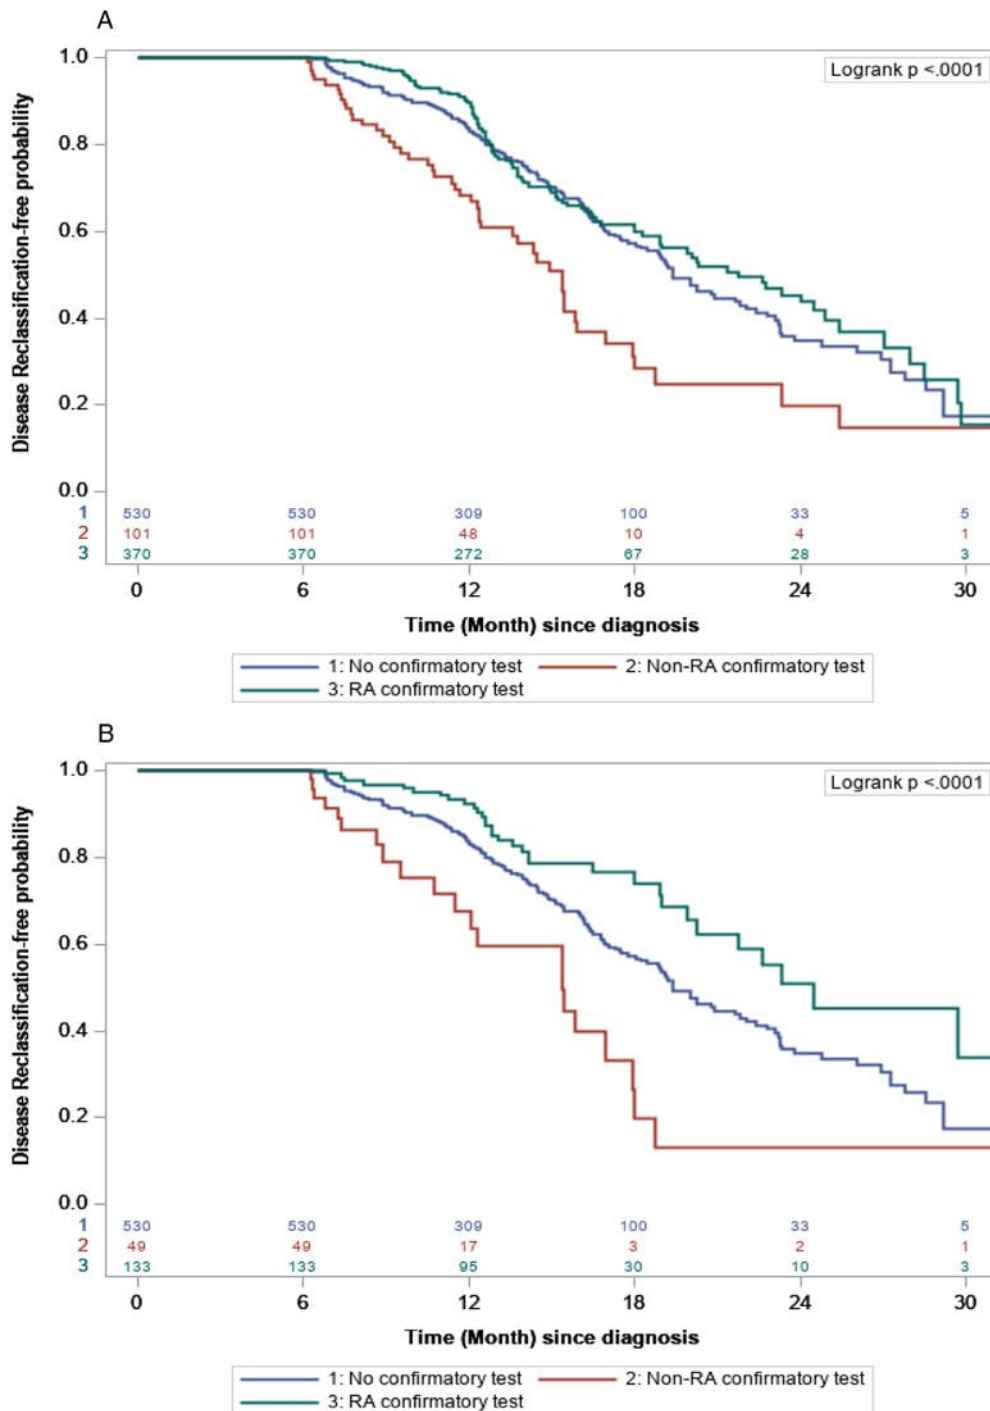 A
Logrank p <.0001
Disease Reclassification-free probability
1.0
0.8
0.6
0.4
0.2
0.0
1 530 530 309 100 33 5
2 101 101 48 10 4 1
3 370 370 272 67 28 3
0 6 12 18 24 30
Time (Month) since diagnosis
1: No confirmatory test 2: Non-RA confirmatory test
3: RA confirmatory test
B
Logrank p <.0001
Disease Reclassification-free probability
1.0
0.8
0.6
0.4
0.2
0.0
1 530 530 309 100 33 5
2 49 49 17 3 2 1
3 133 133 95 30 10 3
0 6 12 18 24 30
Time (Month) since diagnosis
1: No confirmatory test 2: Non-RA confirmatory test
3: RA confirmatory test